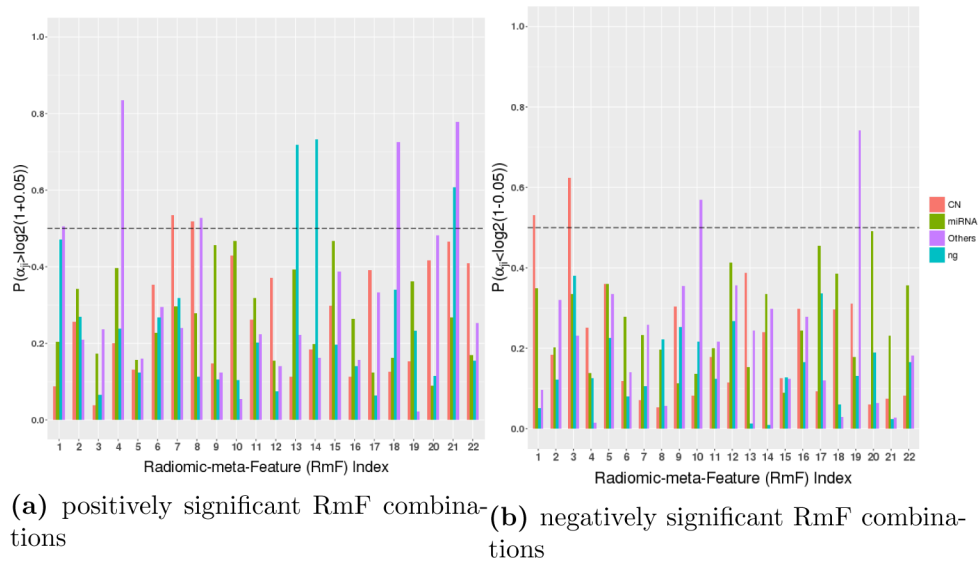 1.0
0.8
0.6
0.4
0.2
0.0
P(αji>log2(1+0.05))
1 2 3 4 5 6 7 8 9 10 11 12 13 14 15 16 17 18 19 20 21 22
Radiomic-meta-Feature (RmF) Index
(a) positively significant RmF combina-
tions
1.0
0.8
0.6
0.4
0.2
0.0
P(αji<log2(1-0.05))
1 2 3 4 5 6 7 8 9 10 11 12 13 14 15 16 17 18 19 20 21 22
Radiomic-meta-Feature (RmF) Index
CN
miRNA
Others
ng
(b) negatively significant RmF combina-
tions